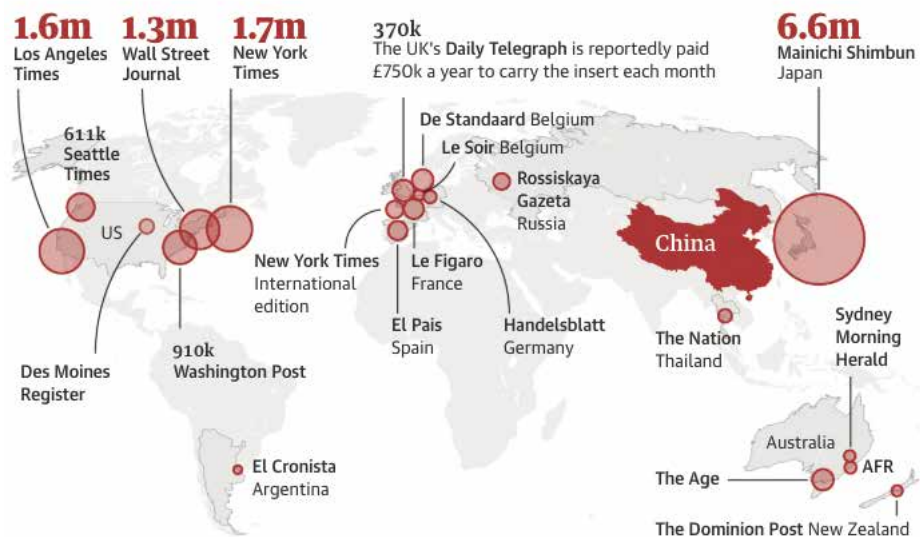 1.6m
Los Angeles
Times
1.3m
Wall Street
Journal
1.7m
New York
Times
370k
The UK's Daily Telegraph is reportedly paid
£750k a year to carry the insert each month
6.6m
Mainichi Shimbun
Japan
611k
Seattle
Times
De Standaard Belgium
Le Soir Belgium
Rossiskaya
Gazeta
Russia
US
China
New York Times
International
edition
Le Figaro
France
El Pais
Spain
Handelsblatt
Germany
The Nation
Thailand
Sydney
Morning
Herald
Des Moines
Register
910k
Washington Post
El Cronista
Argentina
Australia
AFR
The Age
The Dominion Post New Zealand